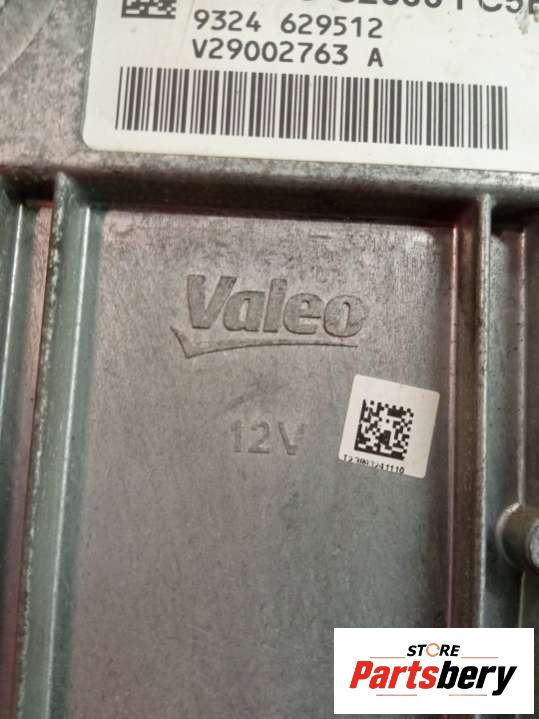 9324 629512
V29002763 A
Valeo
12V
STORE
Partsbery